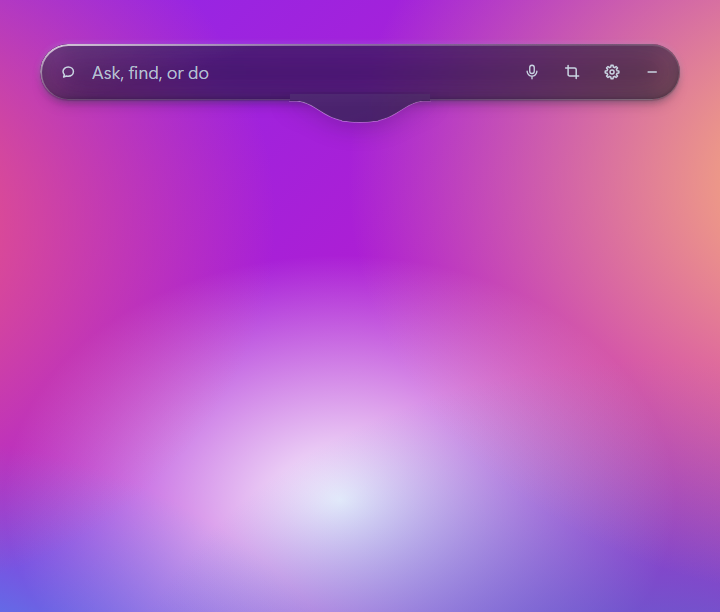 Ask, find, or do